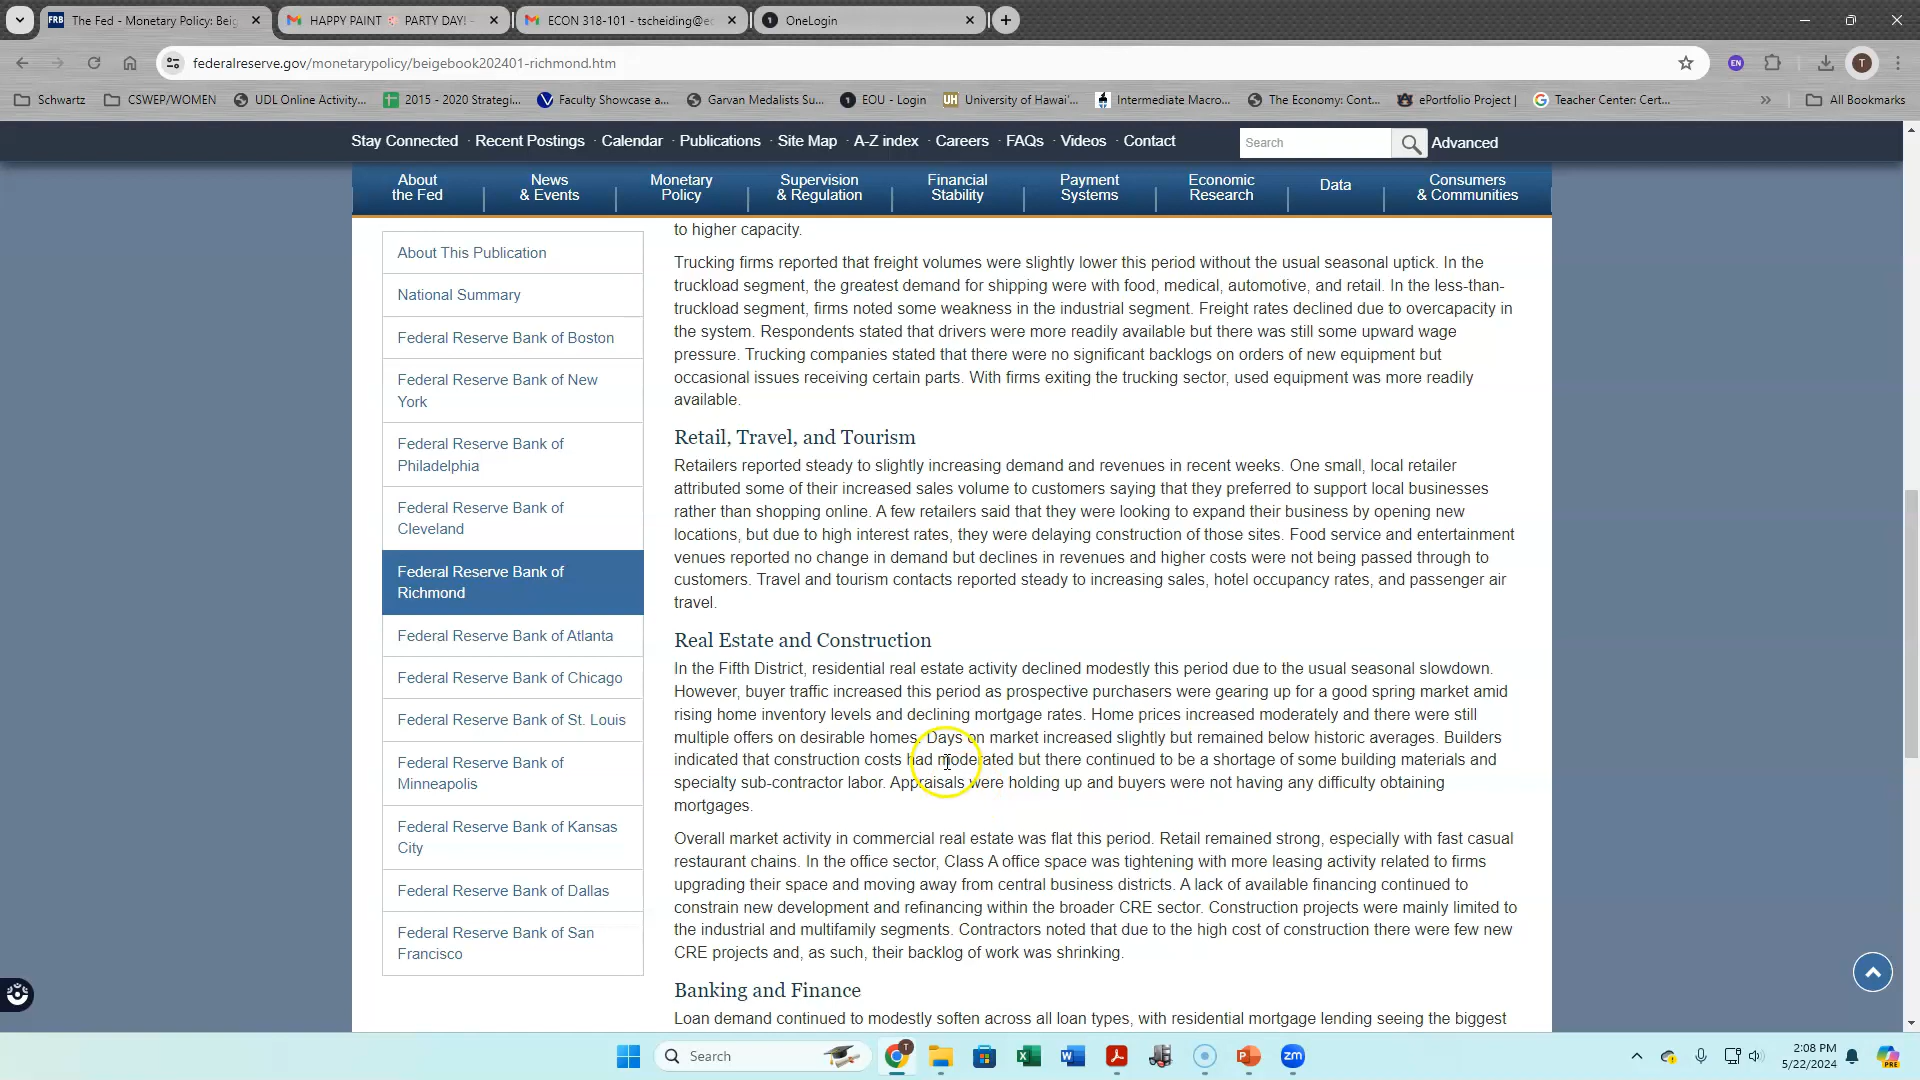 FRB The Fed - Monetary Policy: Beig
HAPPY PAINT PARTY DAY! -
ECON 318-101 - tscheiding@e
OneLogin
federalreserve.gov/monetarypolicy/beigebook202401-richmond.htm
EN
T
Schwartz
CSWEP/WOMEN
UDL Online Activity...
2015 - 2020 Strategi...
Faculty Showcase a...
Garvan Medalists Su...
EOU - Login
University of Hawai'...
Intermediate Macro...
The Economy: Cont...
ePortfolio Project |
Teacher Center: Cert...
All Bookmarks
Stay Connected
Recent Postings
Calendar
Publications
Site Map
A-Z index
Careers
FAQs
Videos
Contact
Search
Advanced
About
the Fed
News
& Events
Monetary
Policy
Supervision
& Regulation
Financial
Stability
Payment
Systems
Economic
Research
Data
Consumers
& Communities
About This Publication
National Summary
Federal Reserve Bank of Boston
Federal Reserve Bank of New
York
Federal Reserve Bank of
Philadelphia
Federal Reserve Bank of
Cleveland
Federal Reserve Bank of
Richmond
Federal Reserve Bank of Atlanta
Federal Reserve Bank of Chicago
Federal Reserve Bank of St. Louis
Federal Reserve Bank of
Minneapolis
Federal Reserve Bank of Kansas
City
Federal Reserve Bank of Dallas
Federal Reserve Bank of San
Francisco
to higher capacity.
Trucking firms reported that freight volumes were slightly lower this period without the usual seasonal uptick. In the
truckload segment, the greatest demand for shipping were with food, medical, automotive, and retail. In the less-than-
truckload segment, firms noted some weakness in the industrial segment. Freight rates declined due to overcapacity in
the system. Respondents stated that drivers were more readily available but there was still some upward wage
pressure. Trucking companies stated that there were no significant backlogs on orders of new equipment but
occasional issues receiving certain parts. With firms exiting the trucking sector, used equipment was more readily
available.
Retail, Travel, and Tourism
Retailers reported steady to slightly increasing demand and revenues in recent weeks. One small, local retailer
attributed some of their increased sales volume to customers saying that they preferred to support local businesses
rather than shopping online. A few retailers said that they were looking to expand their business by opening new
locations, but due to high interest rates, they were delaying construction of those sites. Food service and entertainment
venues reported no change in demand but declines in revenues and higher costs were not being passed through to
customers. Travel and tourism contacts reported steady to increasing sales, hotel occupancy rates, and passenger air
travel.
Real Estate and Construction
In the Fifth District, residential real estate activity declined modestly this period due to the usual seasonal slowdown.
However, buyer traffic increased this period as prospective purchasers were gearing up for a good spring market amid
rising home inventory levels and declining mortgage rates. Home prices increased moderately and there were still
multiple offers on desirable homes. Days on market increased slightly but remained below historic averages. Builders
indicated that construction costs had moderated but there continued to be a shortage of some building materials and
specialty sub-contractor labor. Appraisals were holding up and buyers were not having any difficulty obtaining
mortgages.
Overall market activity in commercial real estate was flat this period. Retail remained strong, especially with fast casual
restaurant chains. In the office sector, Class A office space was tightening with more leasing activity related to firms
upgrading their space and moving away from central business districts. A lack of available financing continued to
constrain new development and refinancing within the broader CRE sector. Construction projects were mainly limited to
the industrial and multifamily segments. Contractors noted that due to the high cost of construction there were few new
CRE projects and, as such, their backlog of work was shrinking.
Banking and Finance
Loan demand continued to modestly soften across all loan types, with residential mortgage lending seeing the biggest
Search
zm
2:08 PM
5/22/2024
PRE